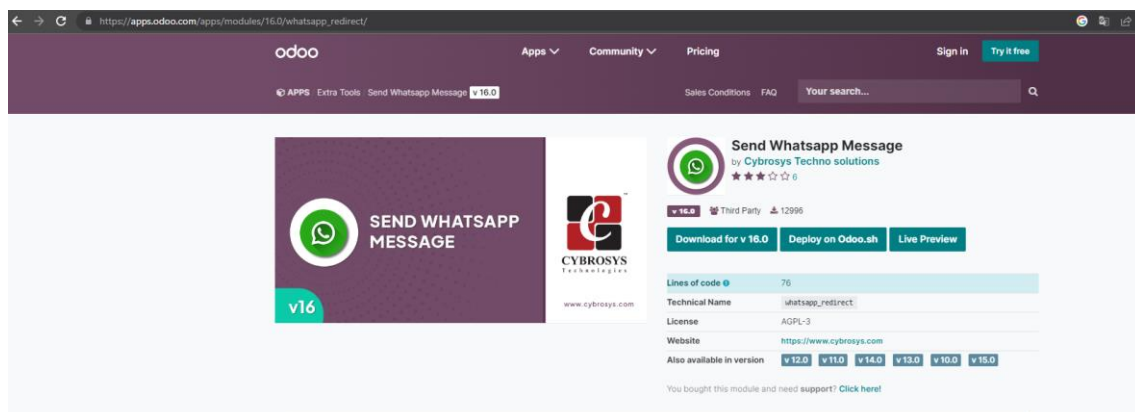 https://apps.odoo.com/apps/modules/16.0/whatsapp_redirect/
odoo
Apps
Community
Pricing
Sign in
Try it free
APPS Extra Tools Send Whatsapp Message v 16.0
Sales Conditions FAQ
Your search...
SEND WHATSAPP
MESSAGE
v16
C
CYBROSYS
Technologies
www.cybrosys.com
Send Whatsapp Message
by Cybrosys Techno solutions
6
v 16.0 Third Party 12996
Download for v 16.0
Deploy on Odoo.sh
Live Preview
Lines of code 76
Technical Name whatsapp_redirect
License AGPL-3
Website https://www.cybrosys.com
Also available in version v 12.0 v 11.0 v 14.0 v 13.0 v 10.0 v 15.0
You bought this module and need support? Click here!